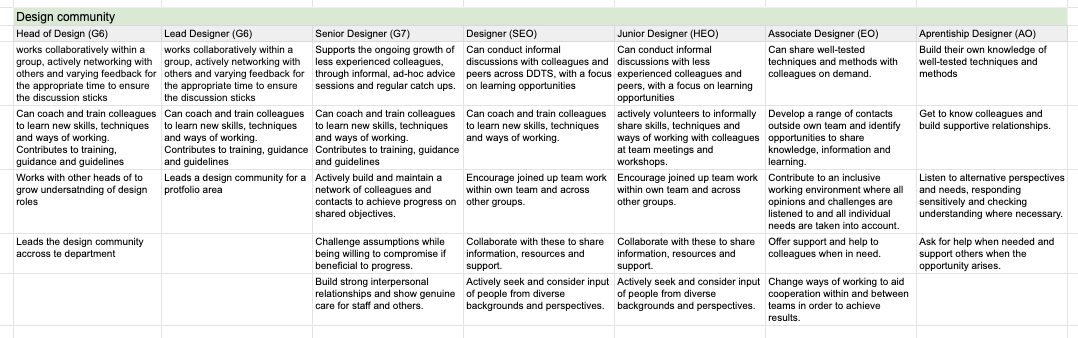 Design community
Head of Design (G6)
Lead Designer (G6)
Senior Designer (G7)
Designer (SEO)
Junior Designer (HEO)
Associate Designer (EO)
Aprentiship Designer (AO)
works collaboratively within a
group, actively networking with
others and varying feedback for
the appropriate time to ensure
the discussion sticks
works collaboratively within a
group, actively networking with
others and varying feedback for
the appropriate time to ensure
the discussion sticks
Supports the ongoing growth of
less experienced colleagues,
through informal, ad-hoc advice
sessions and regular catch ups.
Can conduct informal
discussions with colleagues and
peers across DDTS, with a focus
on learning opportunities
Can conduct informal
discussions with less
experienced colleagues and
peers, with a focus on learning
opportunities
Can share well-tested
techniques and methods with
colleagues on demand.
Build their own knowledge of
well-tested techniques and
methods
Can coach and train colleagues
to learn new skills, techniques
and ways of working.
Contributes to training,
guidance and guidelines
Can coach and train colleagues
to learn new skills, techniques
and ways of working.
Contributes to training, guidance
and guidelines
Can coach and train colleagues
to learn new skills, techniques
and ways of working.
Contributes to training, guidance
and guidelines
Can coach and train colleagues
to learn new skills, techniques
and ways of working.
actively volunteers to informally
share skills, techniques and
ways of working with colleagues
at team meetings and
workshops.
Develop a range of contacts
outside own team and identify
opportunities to share
knowledge, information and
learning.
Get to know colleagues and
build supportive relationships.
Works with other heads of to
grow undersatnding of design
roles
Leads a design community for a
protfolio area
Actively build and maintain a
network of colleagues and
contacts to achieve progress on
shared objectives.
Encourage joined up team work
within own team and across
other groups.
Encourage joined up team work
within own team and across
other groups.
Contribute to an inclusive
working environment where all
opinions and challenges are
listened to and all individual
needs are taken into account.
Listen to alternative perspectives
and needs, responding
sensitively and checking
understanding where necessary.
Leads the design community
accross te department
Challenge assumptions while
being willing to compromise if
beneficial to progress.
Collaborate with these to share
information, resources and
support.
Collaborate with these to share
information, resources and
support.
Offer support and help to
colleagues when in need.
Ask for help when needed and
support others when the
opportunity arises.
Build strong interpersonal
relationships and show genuine
care for staff and others.
Actively seek and consider input
of people from diverse
backgrounds and perspectives.
Actively seek and consider input
of people from diverse
backgrounds and perspectives.
Change ways of working to aid
cooperation within and between
teams in order to achieve
results.